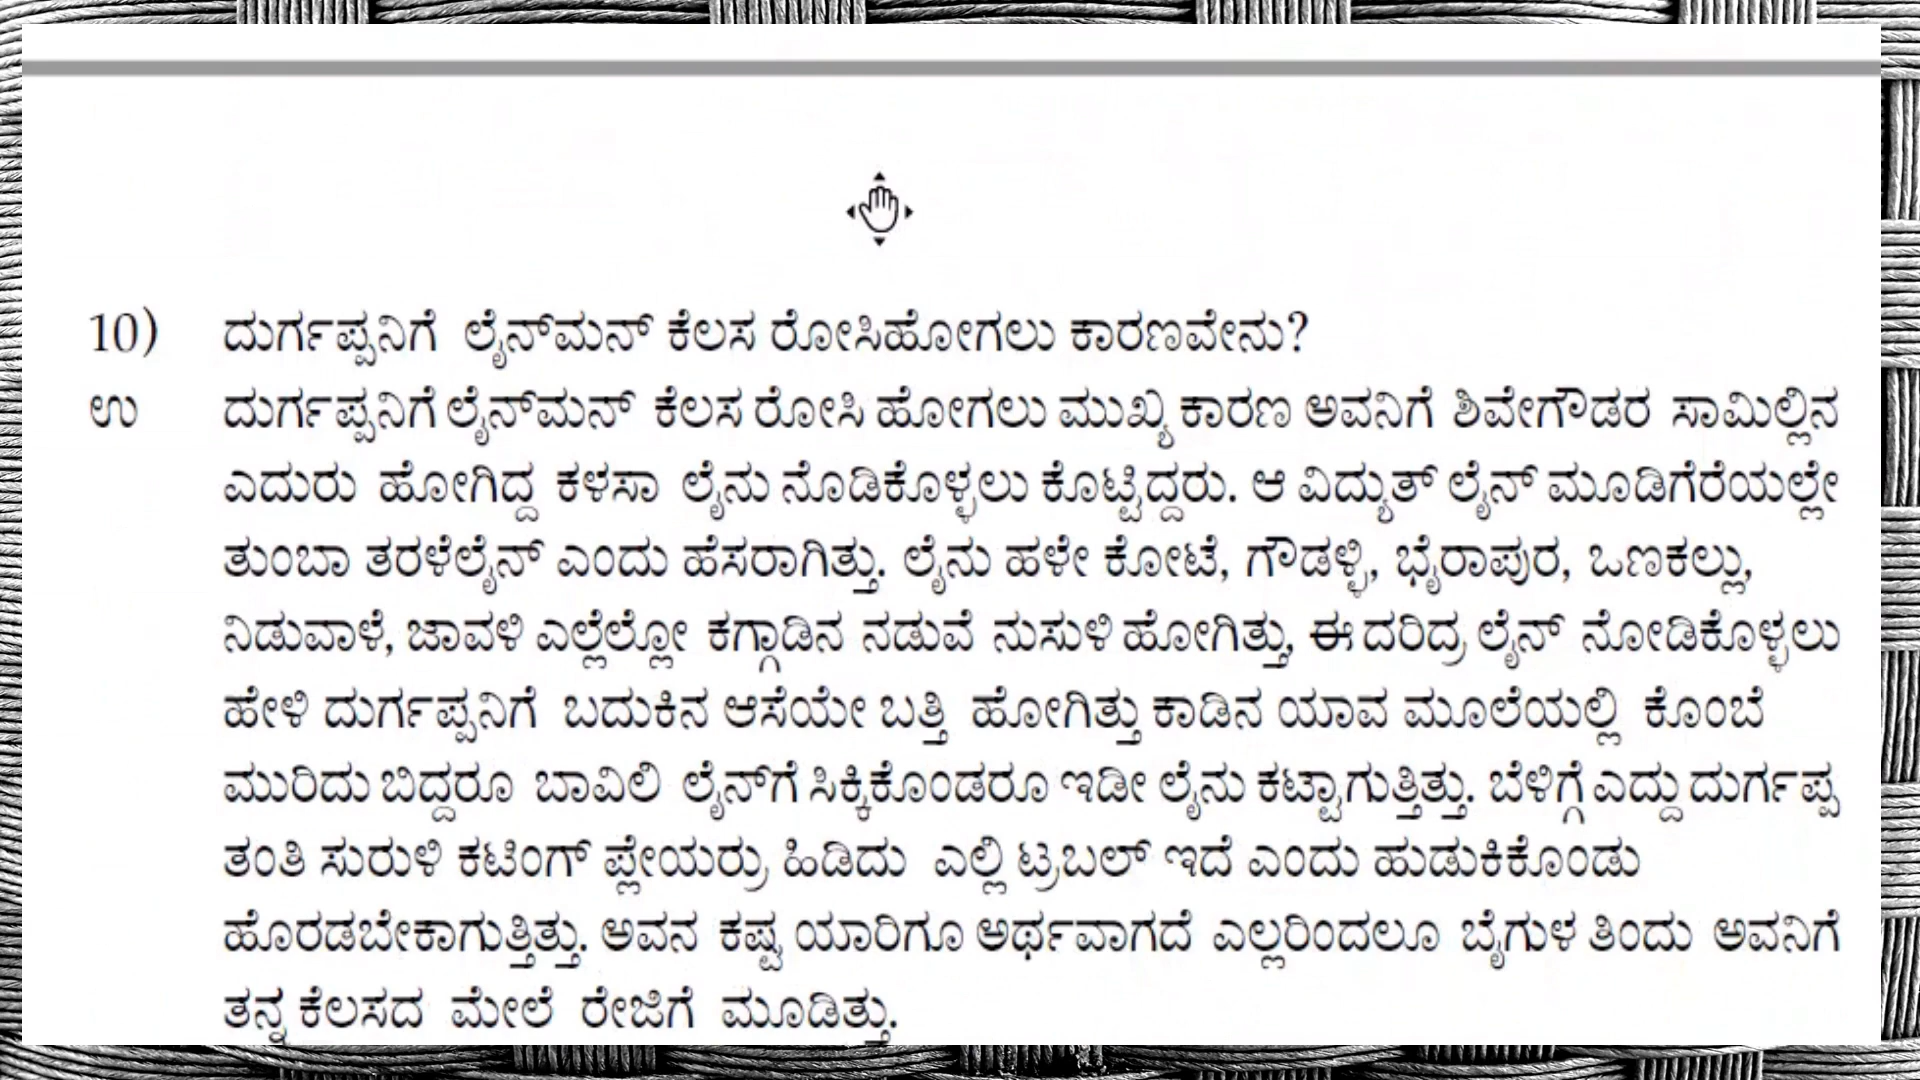 10) ದುರ್ಗಪ್ಪನಿಗೆ ಲೈನ್‌ಮನ್ ಕೆಲಸ ರೋಸಿಹೋಗಲು ಕಾರಣವೇನು?
ಉ ದುರ್ಗಪ್ಪನಿಗೆ ಲೈನ್‌ಮನ್ ಕೆಲಸ ರೋಸಿ ಹೋಗಲು ಮುಖ್ಯ ಕಾರಣ ಅವನಿಗೆ ಶಿವೇಗೌಡರ ಸಾಮಿಲ್ಲಿನ
ಎದುರು ಹೋಗಿದ್ದ ಕಳಸಾ ಲೈನು ನೊಡಿಕೊಳ್ಳಲು ಕೊಟ್ಟಿದ್ದರು. ಆ ವಿದ್ಯುತ್ ಲೈನ್ ಮೂಡಿಗೆರೆಯಲ್ಲೇ
ತುಂಬಾ ತರಳೆಲೈನ್ ಎಂದು ಹೆಸರಾಗಿತ್ತು. ಲೈನು ಹಳೇ ಕೋಟೆ, ಗೌಡಳ್ಳಿ, ಭೈರಾಪುರ, ಒಣಕಲ್ಲು,
ನಿಡುವಾಳೆ, ಜಾವಳಿ ಎಲ್ಲೆಲ್ಲೋ ಕಗ್ಗಾಡಿನ ನಡುವೆ ನುಸುಳಿ ಹೋಗಿತ್ತು, ಈ ದರಿದ್ರ ಲೈನ್ ನೋಡಿಕೊಳ್ಳಲು
ಹೇಳಿ ದುರ್ಗಪ್ಪನಿಗೆ ಬದುಕಿನ ಆಸೆಯೇ ಬತ್ತಿ ಹೋಗಿತ್ತು ಕಾಡಿನ ಯಾವ ಮೂಲೆಯಲ್ಲಿ ಕೊಂಬೆ
ಮುರಿದು ಬಿದ್ದರೂ ಬಾವಿಲಿ ಲೈನ್‌ಗೆ ಸಿಕ್ಕಿಕೊಂಡರೂ ಇಡೀ ಲೈನು ಕಟ್ಟಾಗುತ್ತಿತ್ತು. ಬೆಳಿಗ್ಗೆ ಎದ್ದು ದುರ್ಗಪ್ಪ
ತಂತಿ ಸುರುಳಿ ಕಟಿಂಗ್ ಪ್ಲೇಯರ‍್ರು ಹಿಡಿದು ಎಲ್ಲಿ ಟ್ರಬಲ್ ಇದೆ ಎಂದು ಹುಡುಕಿಕೊಂಡು
ಹೊರಡಬೇಕಾಗುತ್ತಿತ್ತು. ಅವನ ಕಷ್ಟ ಯಾರಿಗೂ ಅರ್ಥವಾಗದೆ ಎಲ್ಲರಿಂದಲೂ ಬೈಗುಳ ತಿಂದು ಅವನಿಗೆ
ತನ್ನ ಕೆಲಸದ ಮೇಲೆ ರೇಜಿಗೆ ಮೂಡಿತ್ತು.